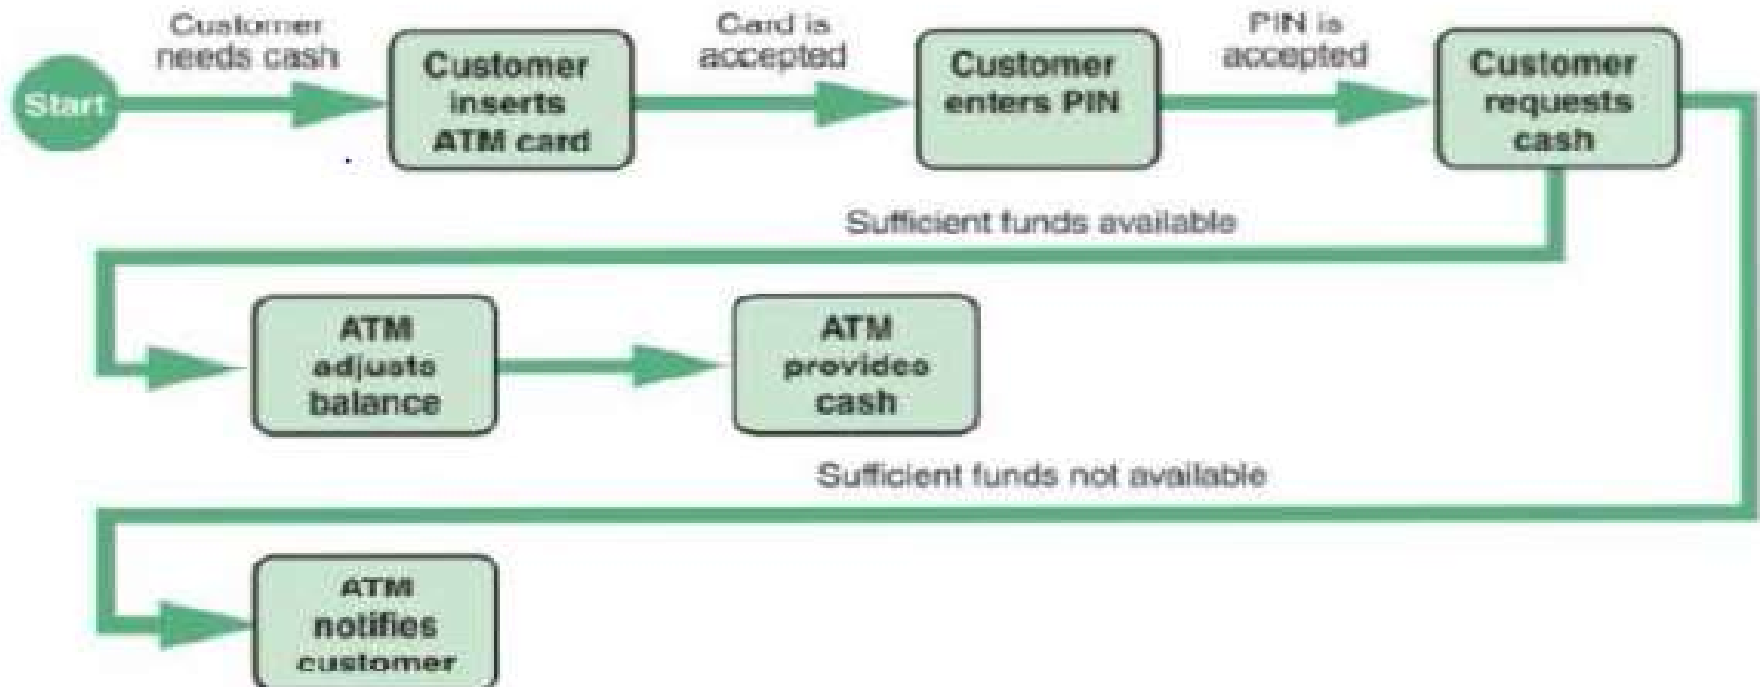 Start
Customer
needs cash
Customer
inserts
ATM card
Card is
accepted
Customer
enters PIN
PIN is
accepted
Customer
requests
cash
Sufficient funds available
ATM
adjusts
balance
ATM
provides
cash
Sufficient funds not available
ATM
notifies
customer